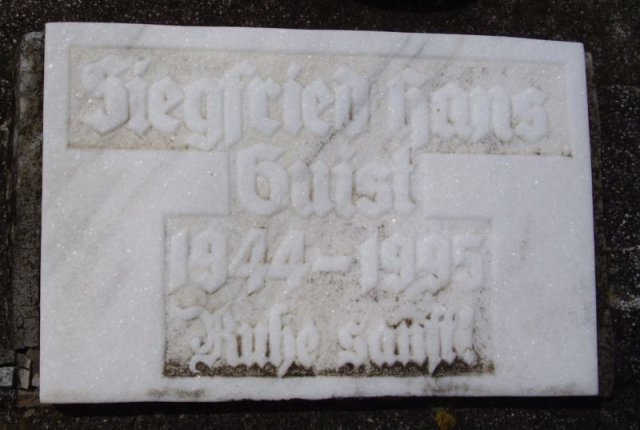 Siegfried Hans
Guist
1944–1995
Ruhe sanft!